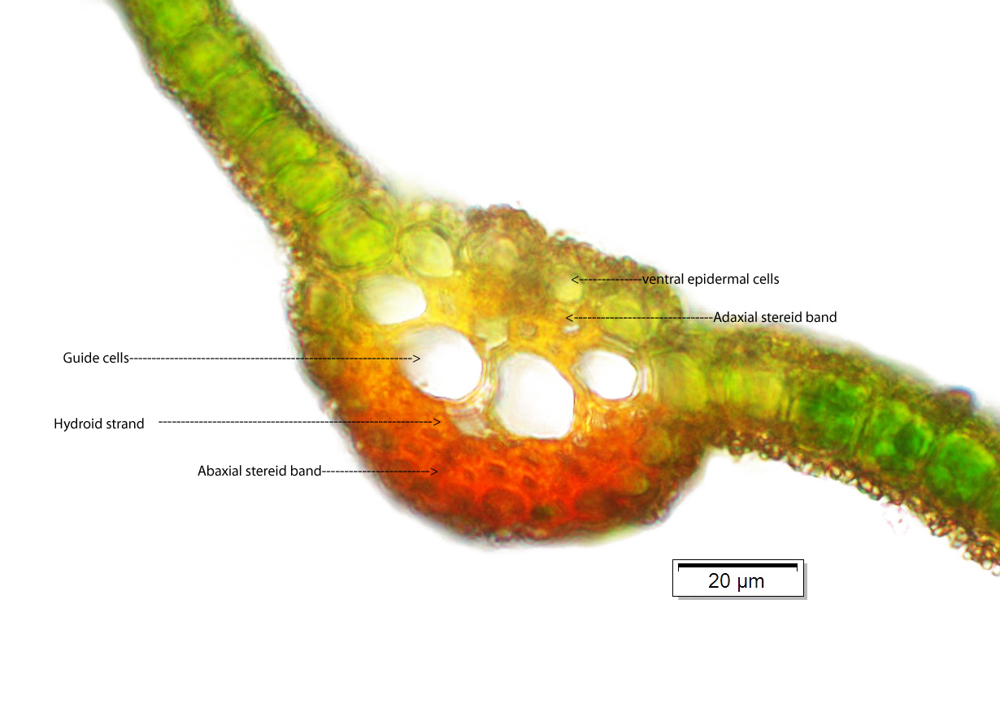 <-------------ventral epidermal cells
<---------------------------Adaxial stereid band
Guide cells------------------------------------------------------>
Hydroid strand ---------------------------------------------------->
Abaxial stereid band--------------------->
20 µm